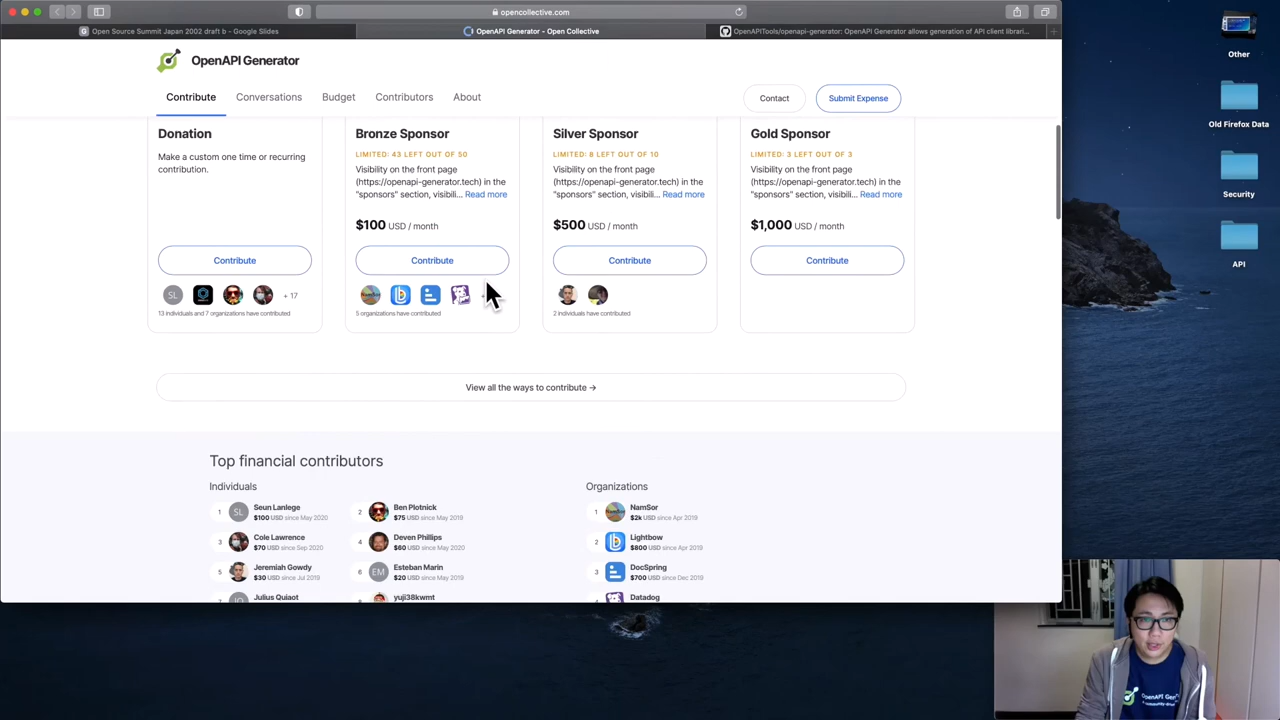 opencollective.com
Open Source Summit Japan 2002 draft b - Google Slides
OpenAPI Generator - Open Collective
OpenAPITools/openapi-generator: OpenAPI Generator allows generation of API client librari...
OpenAPI Generator
Contribute
Conversations
Budget
Contributors
About
Contact
Submit Expense
Donation
Make a custom one time or recurring
contribution.
Contribute
SL
+ 17
13 individuals and 7 organizations have contributed
Bronze Sponsor
LIMITED: 43 LEFT OUT OF 50
Visibility on the front page
(https://openapi-generator.tech) in the
"sponsors" section, visibili... Read more
$100 USD / month
Contribute
5 organizations have contributed
Silver Sponsor
LIMITED: 8 LEFT OUT OF 10
Visibility on the front page
(https://openapi-generator.tech) in the
"sponsors" section, visibili... Read more
$500 USD / month
Contribute
2 individuals have contributed
Gold Sponsor
LIMITED: 3 LEFT OUT OF 3
Visibility on the front page
(https://openapi-generator.tech) in the
"sponsors" section, visibili... Read more
$1,000 USD / month
Contribute
View all the ways to contribute →
Top financial contributors
Individuals
1 SL Seun Lanlege
$100 USD since May 2020
2 Ben Plotnick
$75 USD since May 2019
3 Cole Lawrence
$70 USD since Sep 2020
4 Deven Phillips
$60 USD since May 2020
5 Jeremiah Gowdy
$30 USD since Jul 2019
6 EM Esteban Marin
$20 USD since May 2019
Julius Quiaot
yuji38kwmt
Organizations
1 NamSor
$2k USD since Apr 2019
2 Lightbow
$800 USD since Apr 2019
3 DocSpring
$700 USD since Dec 2019
Datadog
Other
Old Firefox Data
Security
API
OpenAPI Gen